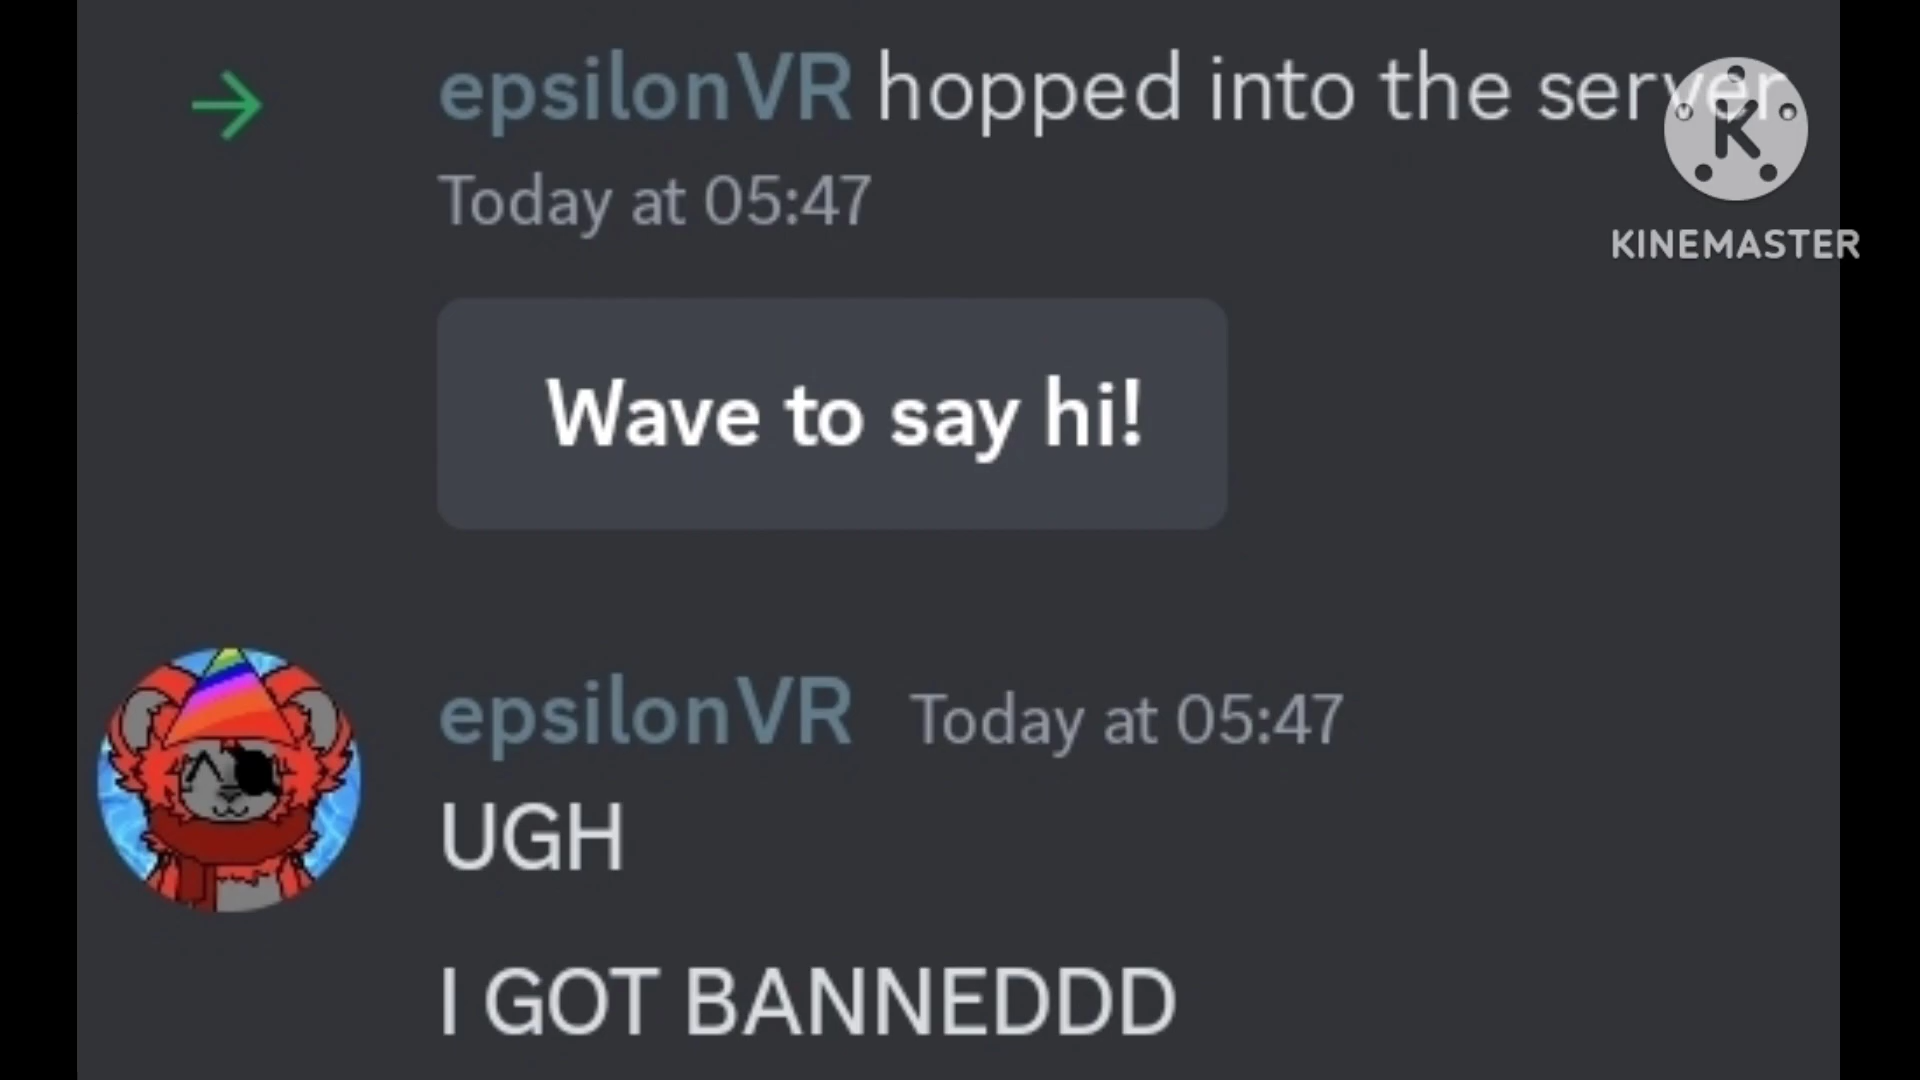 epsilonVR hopped into the server
Today at 05:47
K
KINEMASTER
Wave to say hi!
epsilonVR Today at 05:47
UGH
I GOT BANNEDDD